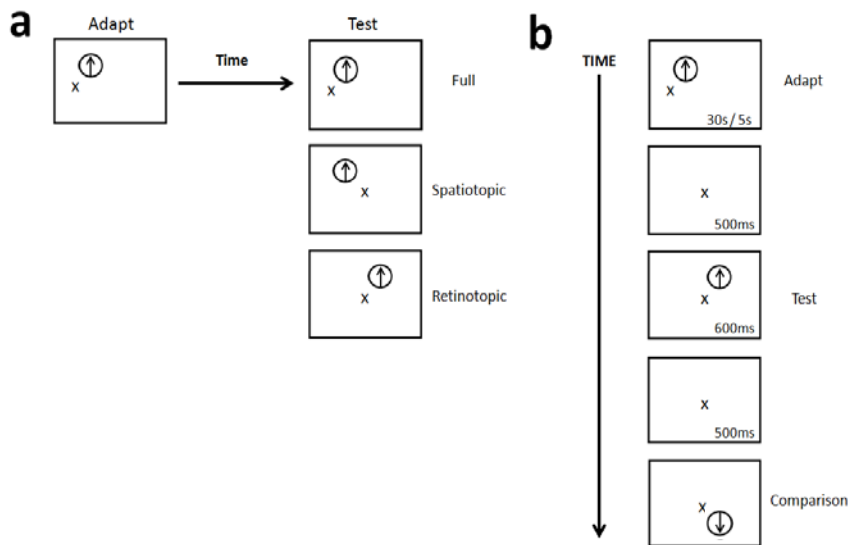 a
Adapt
Test
Time
x
x
Full
x
Spatiotopic
x
Retinotopic
b
TIME
x
30s/ 5s
Adapt
x
500ms
x
600ms
Test
x
500ms
x
Comparison